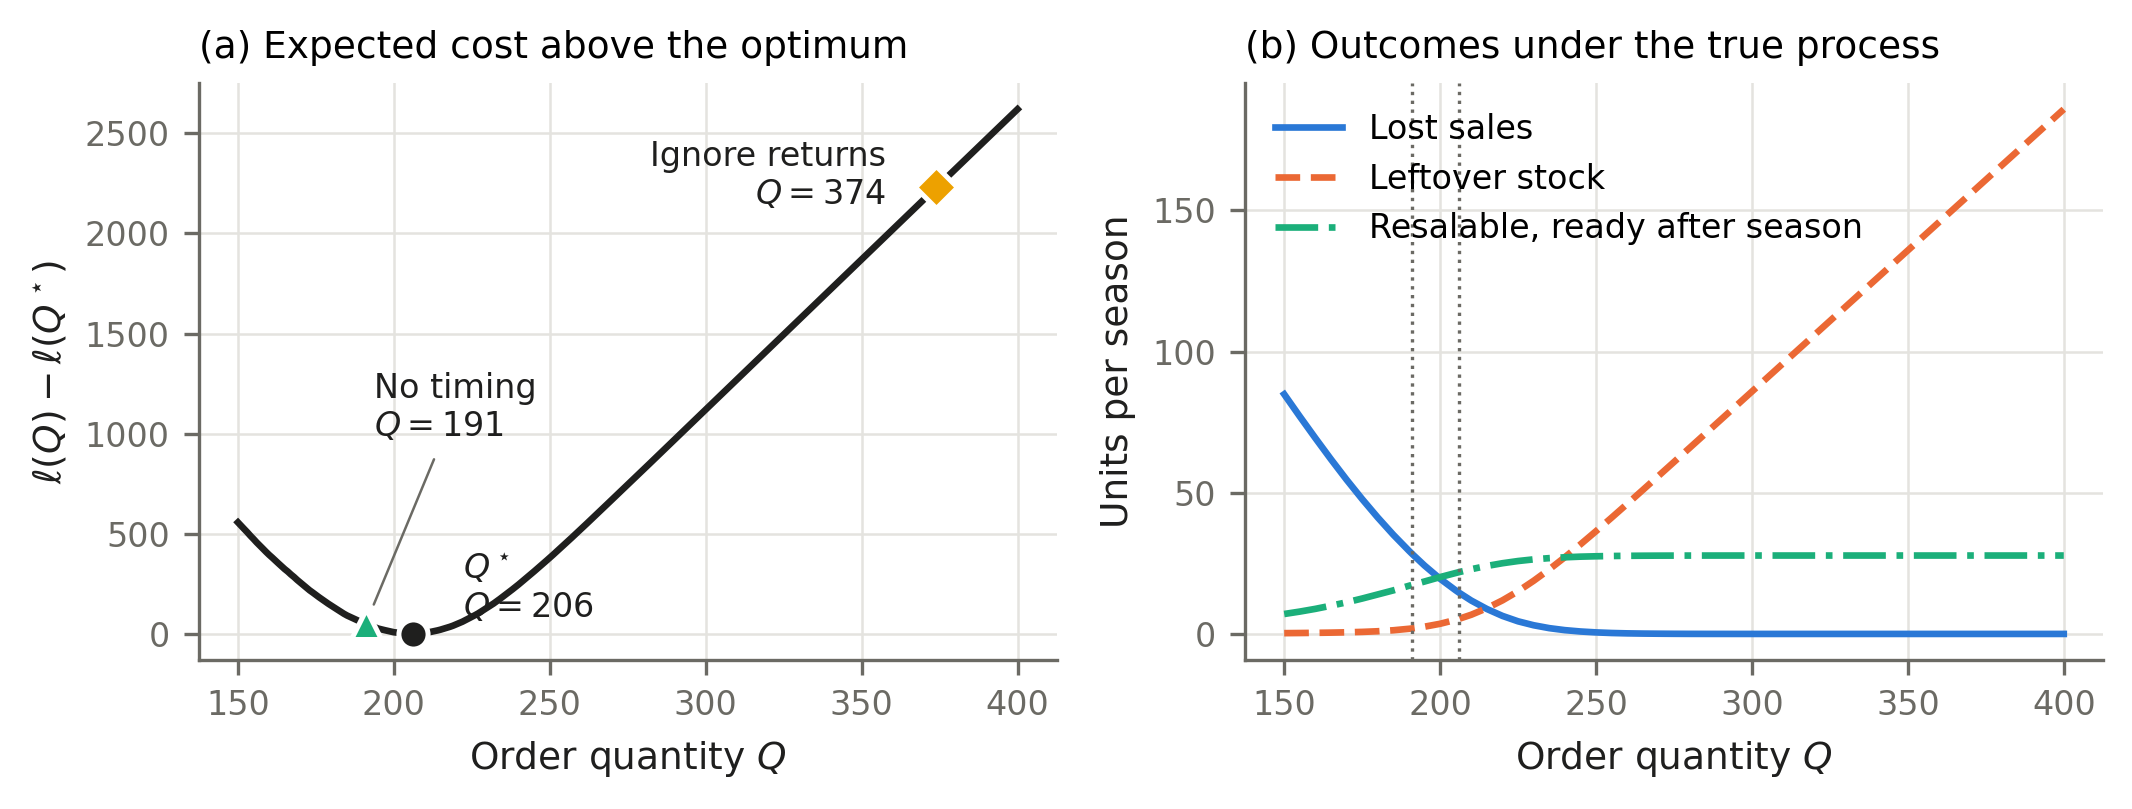 (a) Expected cost above the optimum
ℓ(Q) − ℓ(Q⋆)
2500
2000
1500
1000
500
0
Ignore returns
Q = 374
No timing
Q = 191
Q⋆
Q = 206
150 200 250 300 350 400
Order quantity Q
(b) Outcomes under the true process
Units per season
150
100
50
0
Lost sales
Leftover stock
Resalable, ready after season
150 200 250 300 350 400
Order quantity Q